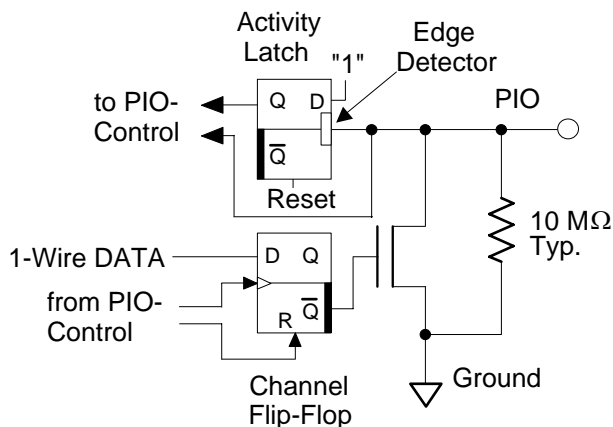 Activity
Latch
Edge
Detector
"1"
to PIO-
Control
Q D
PIO
Q̅
Reset
10 MΩ
Typ.
1-Wire DATA
D Q
from PIO-
Control
Q̅
R
Ground
Channel
Flip-Flop